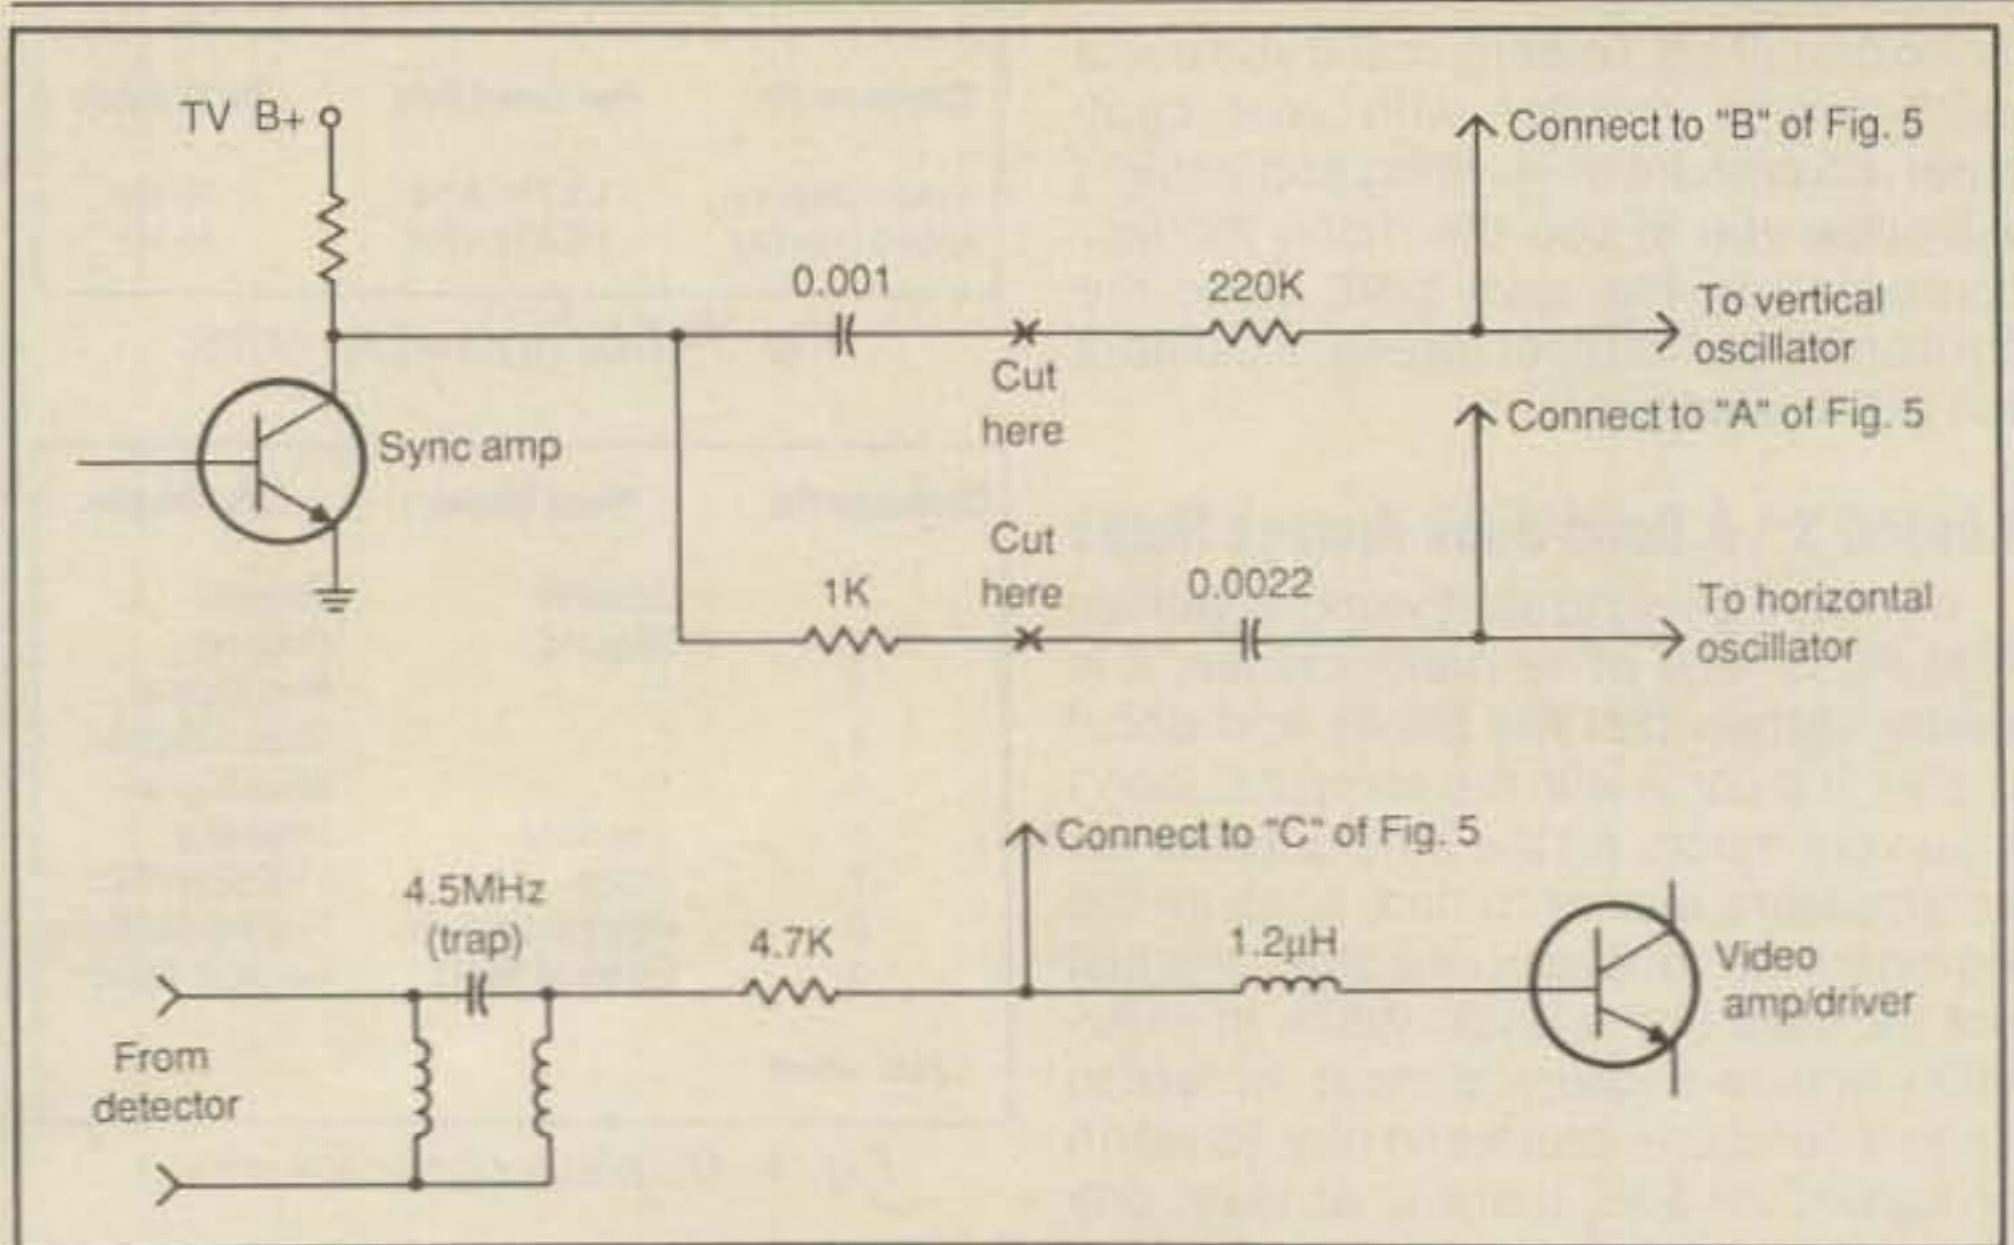 TV B+
Connect to "B" of Fig. 5
0.001
220K
To vertical
oscillator
Cut
here
Connect to "A" of Fig. 5
Sync amp
Cut
here
1K
0.0022
To horizontal
oscillator
Connect to "C" of Fig. 5
4.5MHz
(trap)
4.7K
1.2µH
Video
amp/driver
From
detector